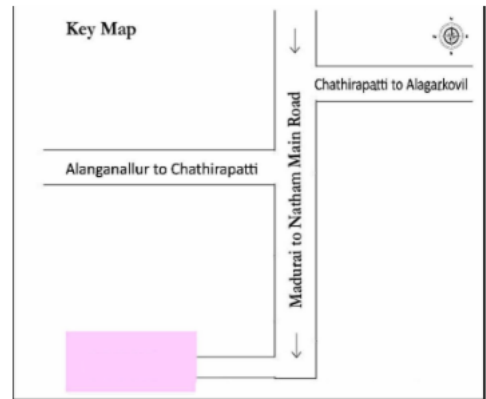 Key Map
Chathirapatti to Alagarkovil
Alanganallur to Chathirapatti
Madurai to Natham Main Road